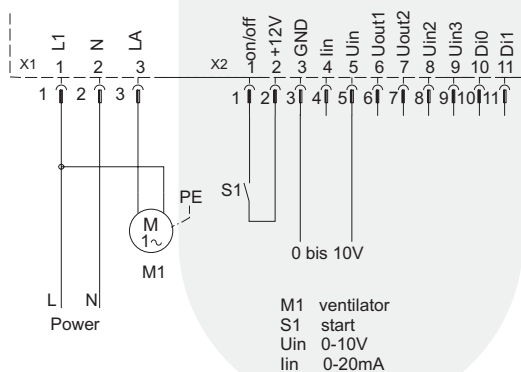 L1 N LA on/off +12V GND Iin Uin Uout1 Uout2 Uin2 Uin3 Di0 Di1
X1 1 2 3 X2 1 2 3 4 5 6 7 8 9 10 11
1 2 3 1 2 3 4 5 6 7 8 9 10 11
S1
PE
M
1~
M1
0 bis 10V
L N
Power
M1 ventilator
S1 start
Uin 0-10V
Iin 0-20mA